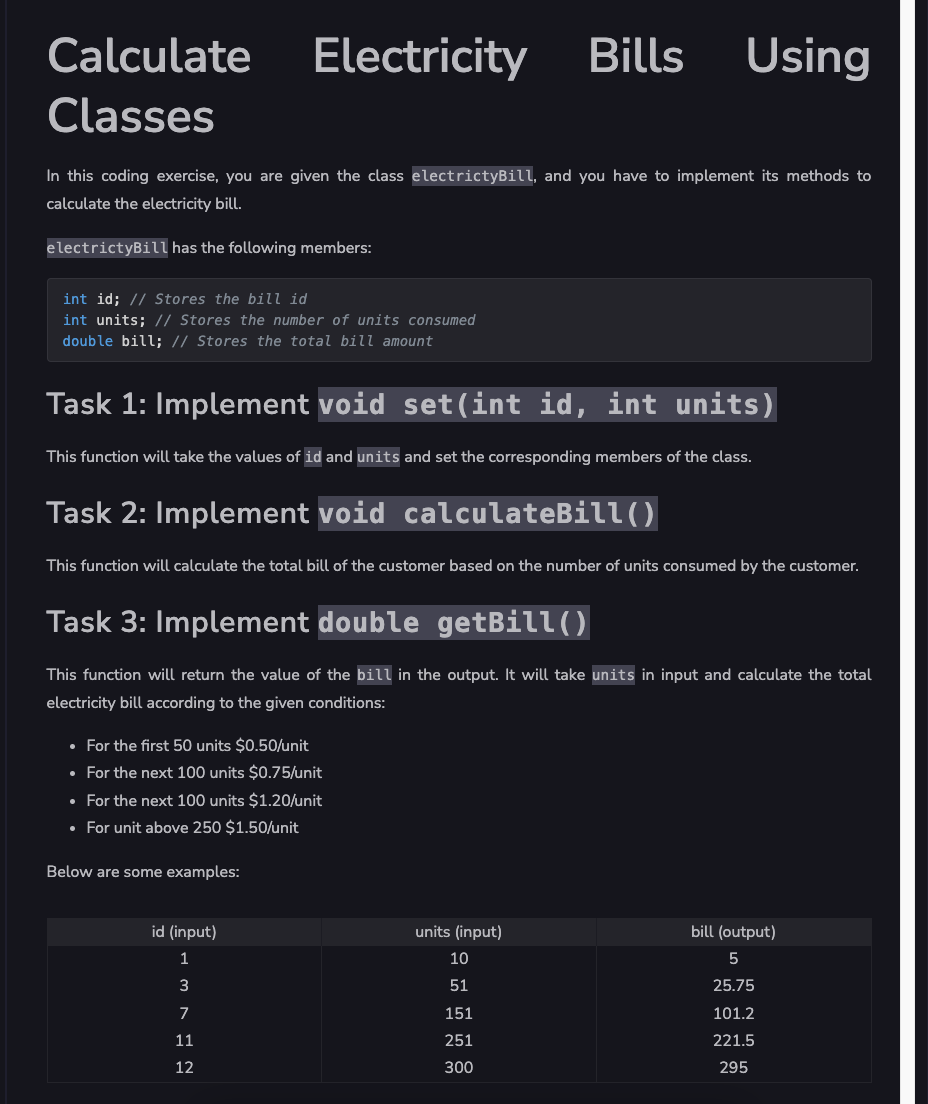 Calculate Electricity Bills Using
Classes
In this coding exercise, you are given the class electrictyBill, and you have to implement its methods to
calculate the electricity bill.
electrictyBill has the following members:
int id; // Stores the bill id
int units; // Stores the number of units consumed
double bill; // Stores the total bill amount
Task 1: Implement void set(int id, int units)
This function will take the values of id and units and set the corresponding members of the class.
Task 2: Implement void calculateBill()
This function will calculate the total bill of the customer based on the number of units consumed by the customer.
Task 3: Implement double getBill()
This function will return the value of the bill in the output. It will take units in input and calculate the total
electricity bill according to the given conditions:
• For the first 50 units $0.50/unit
• For the next 100 units $0.75/unit
• For the next 100 units $1.20/unit
• For unit above 250 $1.50/unit
Below are some examples:
id (input) units (input) bill (output)
1 10 5
3 51 25.75
7 151 101.2
11 251 221.5
12 300 295